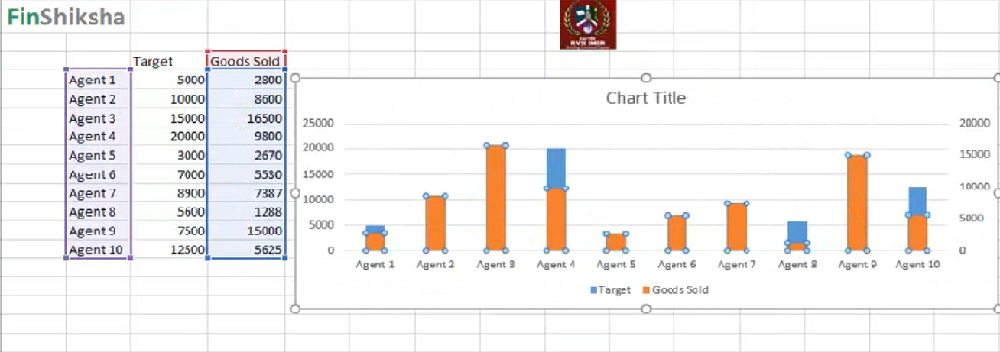 FinShiksha
RVS IMSR
Target Goods Sold
Agent 1 5000 2800
Agent 2 10000 8600
Agent 3 15000 16500
Agent 4 20000 9800
Agent 5 3000 2670
Agent 6 7000 5530
Agent 7 8900 7387
Agent 8 5600 1288
Agent 9 7500 15000
Agent 10 12500 5625
Chart Title
25000
20000
15000
10000
5000
0
20000
15000
10000
5000
0
Agent 1 Agent 2 Agent 3 Agent 4 Agent 5 Agent 6 Agent 7 Agent 8 Agent 9 Agent 10
Target Goods Sold